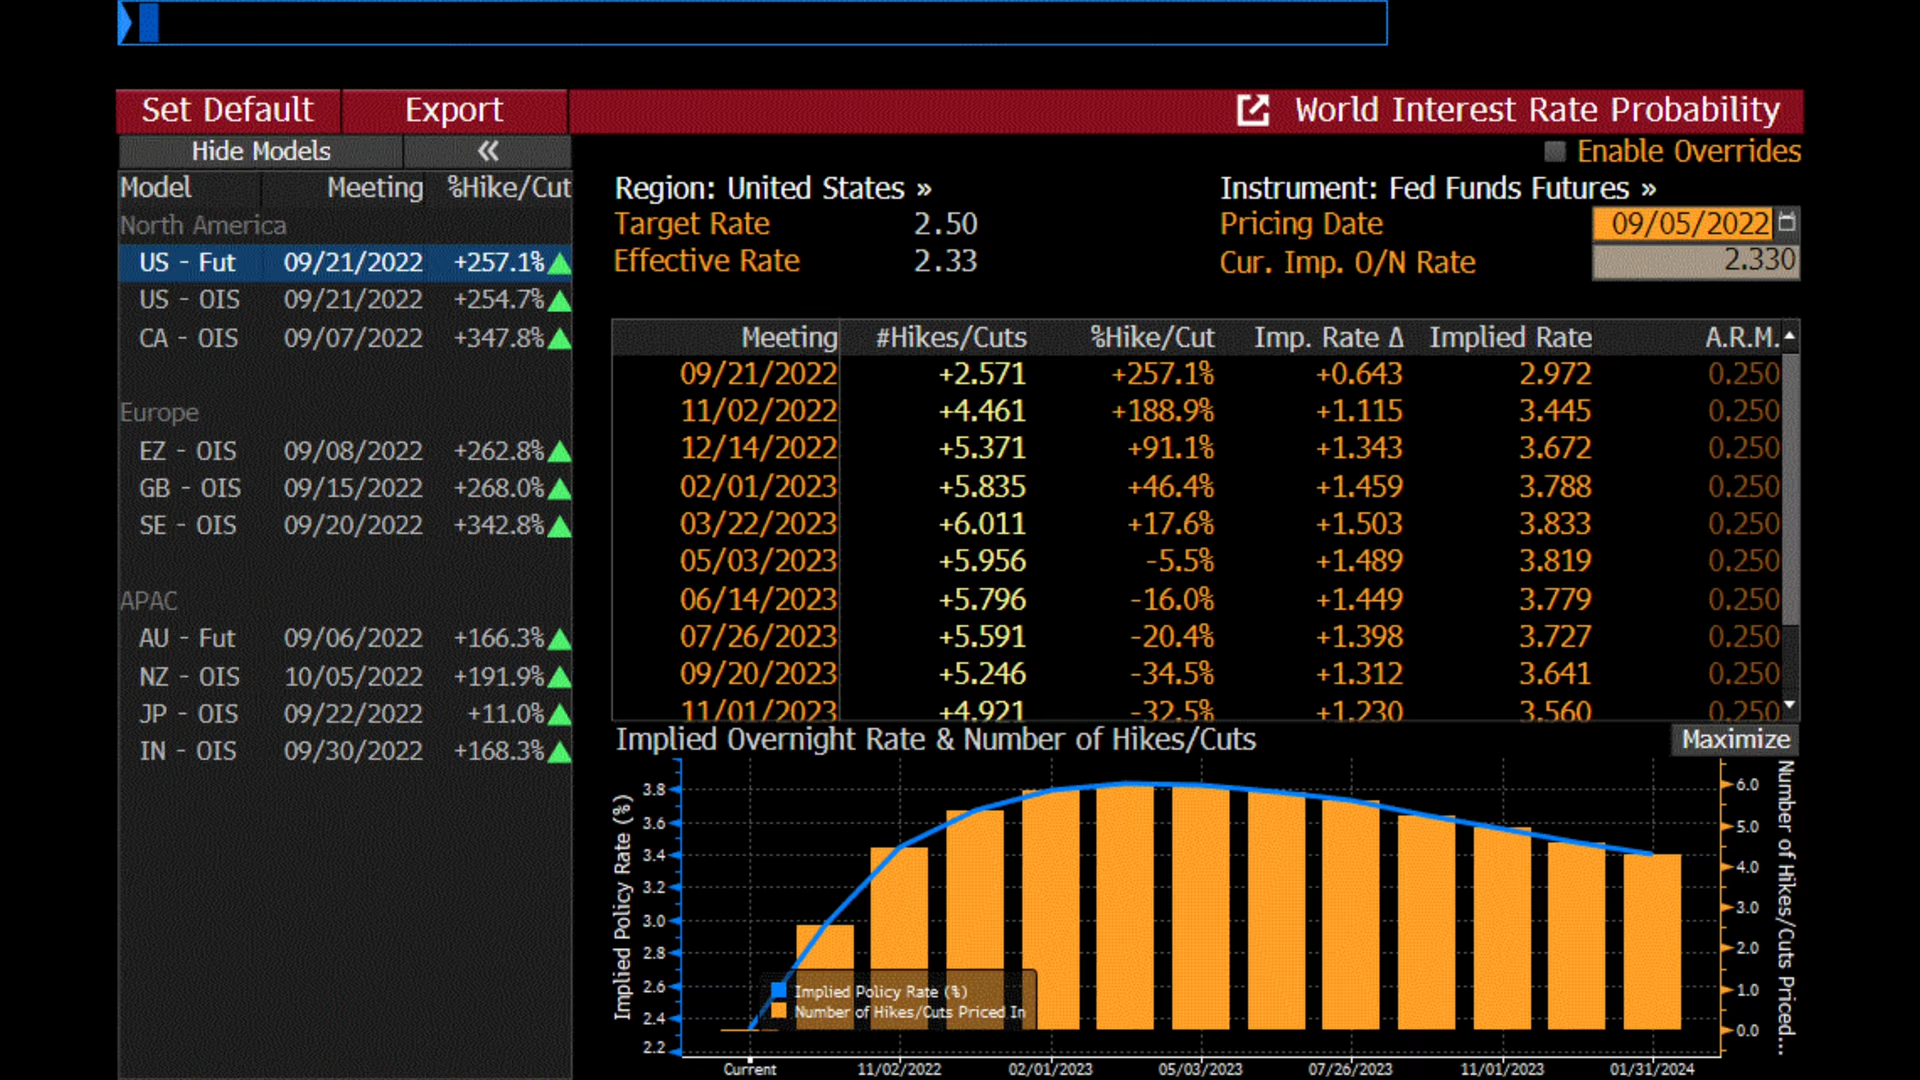 Set Default Export World Interest Rate Probability
Hide Models « Enable Overrides
Model Meeting %Hike/Cut
North America
US - Fut 09/21/2022 +257.1%
US - OIS 09/21/2022 +254.7%
CA - OIS 09/07/2022 +347.8%
Europe
EZ - OIS 09/08/2022 +262.8%
GB - OIS 09/15/2022 +268.0%
SE - OIS 09/20/2022 +342.8%
APAC
AU - Fut 09/06/2022 +166.3%
NZ - OIS 10/05/2022 +191.9%
JP - OIS 09/22/2022 +11.0%
IN - OIS 09/30/2022 +168.3%
Region: United States » Instrument: Fed Funds Futures »
Target Rate 2.50 Pricing Date 09/05/2022
Effective Rate 2.33 Cur. Imp. O/N Rate 2.330
Meeting #Hikes/Cuts %Hike/Cut Imp. Rate Δ Implied Rate A.R.M.
09/21/2022 +2.571 +257.1% +0.643 2.972 0.250
11/02/2022 +4.461 +188.9% +1.115 3.445 0.250
12/14/2022 +5.371 +91.1% +1.343 3.672 0.250
02/01/2023 +5.835 +46.4% +1.459 3.788 0.250
03/22/2023 +6.011 +17.6% +1.503 3.833 0.250
05/03/2023 +5.956 -5.5% +1.489 3.819 0.250
06/14/2023 +5.796 -16.0% +1.449 3.779 0.250
07/26/2023 +5.591 -20.4% +1.398 3.727 0.250
09/20/2023 +5.246 -34.5% +1.312 3.641 0.250
11/01/2023 +4.921 -32.5% +1.230 3.560 0.250
Implied Overnight Rate & Number of Hikes/Cuts Maximize
Implied Policy Rate (%)
3.8
3.6
3.4
3.2
3.0
2.8
2.6
2.4
2.2
Implied Policy Rate (%)
Number of Hikes/Cuts Priced In
6.0
5.0
4.0
3.0
2.0
1.0
0.0
Number of Hikes/Cuts Priced...
Current 11/02/2022 02/01/2023 05/03/2023 07/26/2023 11/01/2023 01/31/2024